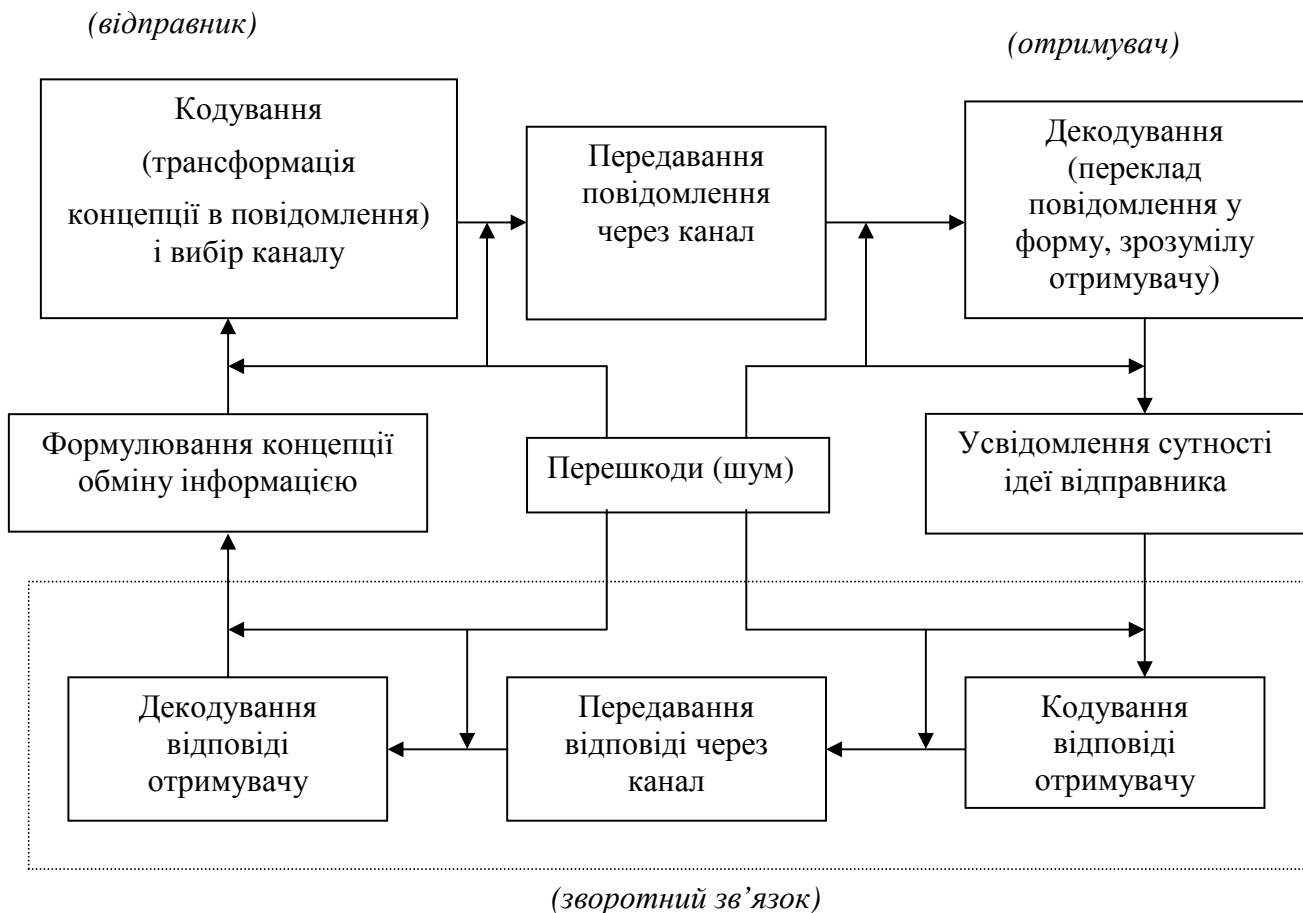 (відправник)
(отримувач)
Кодування
(трансформація
концепції в повідомлення)
і вибір каналу
Передавання
повідомлення
через канал
Декодування
(переклад
повідомлення у
форму, зрозумілу
отримувачу)
Формулювання концепції
обміну інформацією
Перешкоди (шум)
Усвідомлення сутності
ідеї відправника
Декодування
відповіді
отримувачу
Передавання
відповіді через
канал
Кодування
відповіді
отримувачу
(зворотний зв’язок)